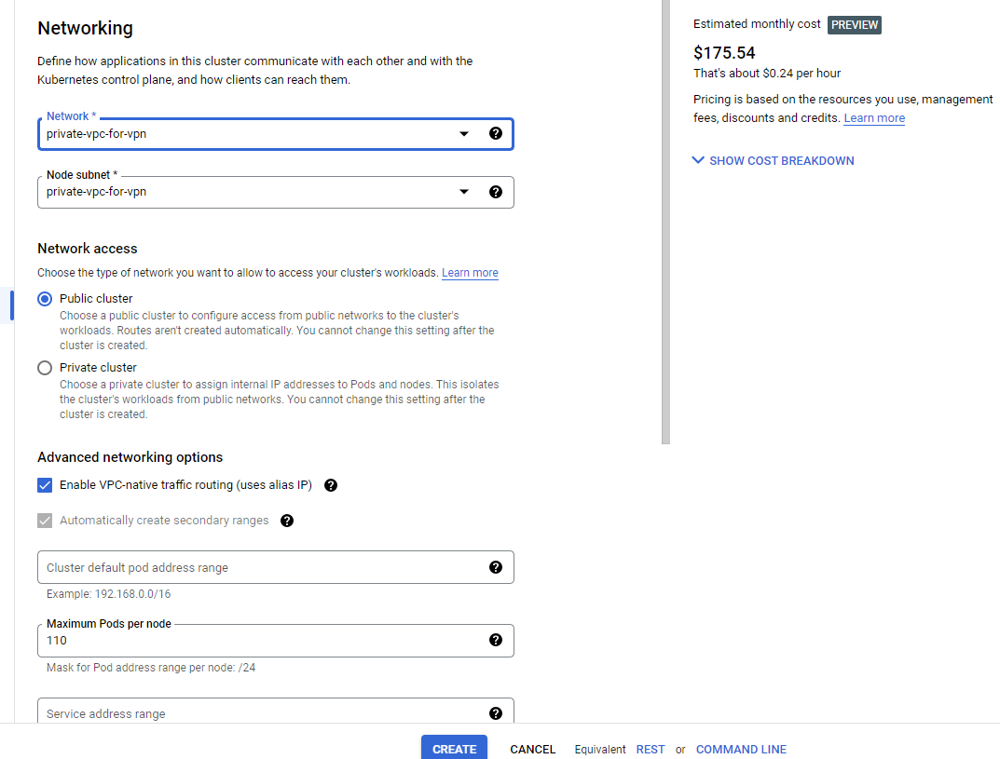 Networking
Define how applications in this cluster communicate with each other and with the
Kubernetes control plane, and how clients can reach them.
Network *
private-vpc-for-vpn
Node subnet *
private-vpc-for-vpn
Network access
Choose the type of network you want to allow to access your cluster's workloads. Learn more
Public cluster
Choose a public cluster to configure access from public networks to the cluster's
workloads. Routes aren't created automatically. You cannot change this setting after the
cluster is created.
Private cluster
Choose a private cluster to assign internal IP addresses to Pods and nodes. This isolates
the cluster's workloads from public networks. You cannot change this setting after the
cluster is created.
Advanced networking options
Enable VPC-native traffic routing (uses alias IP)
Automatically create secondary ranges
Cluster default pod address range
Example: 192.168.0.0/16
Maximum Pods per node
110
Mask for Pod address range per node: /24
Service address range
Estimated monthly cost PREVIEW
$175.54
That's about $0.24 per hour
Pricing is based on the resources you use, management
fees, discounts and credits. Learn more
SHOW COST BREAKDOWN
CREATE CANCEL Equivalent REST or COMMAND LINE